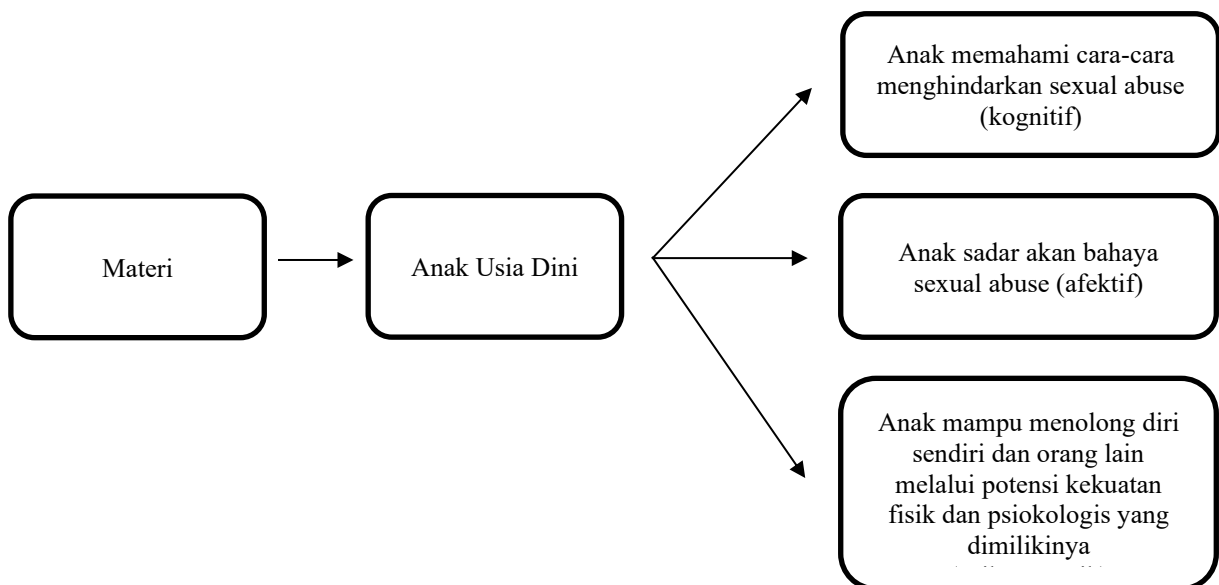 Materi
Anak Usia Dini
Anak memahami cara-cara
menghindarkan sexual abuse
(kognitif)
Anak sadar akan bahaya
sexual abuse (afektif)
Anak mampu menolong diri
sendiri dan orang lain
melalui potensi kekuatan
fisik dan psiokologis yang
dimilikinya